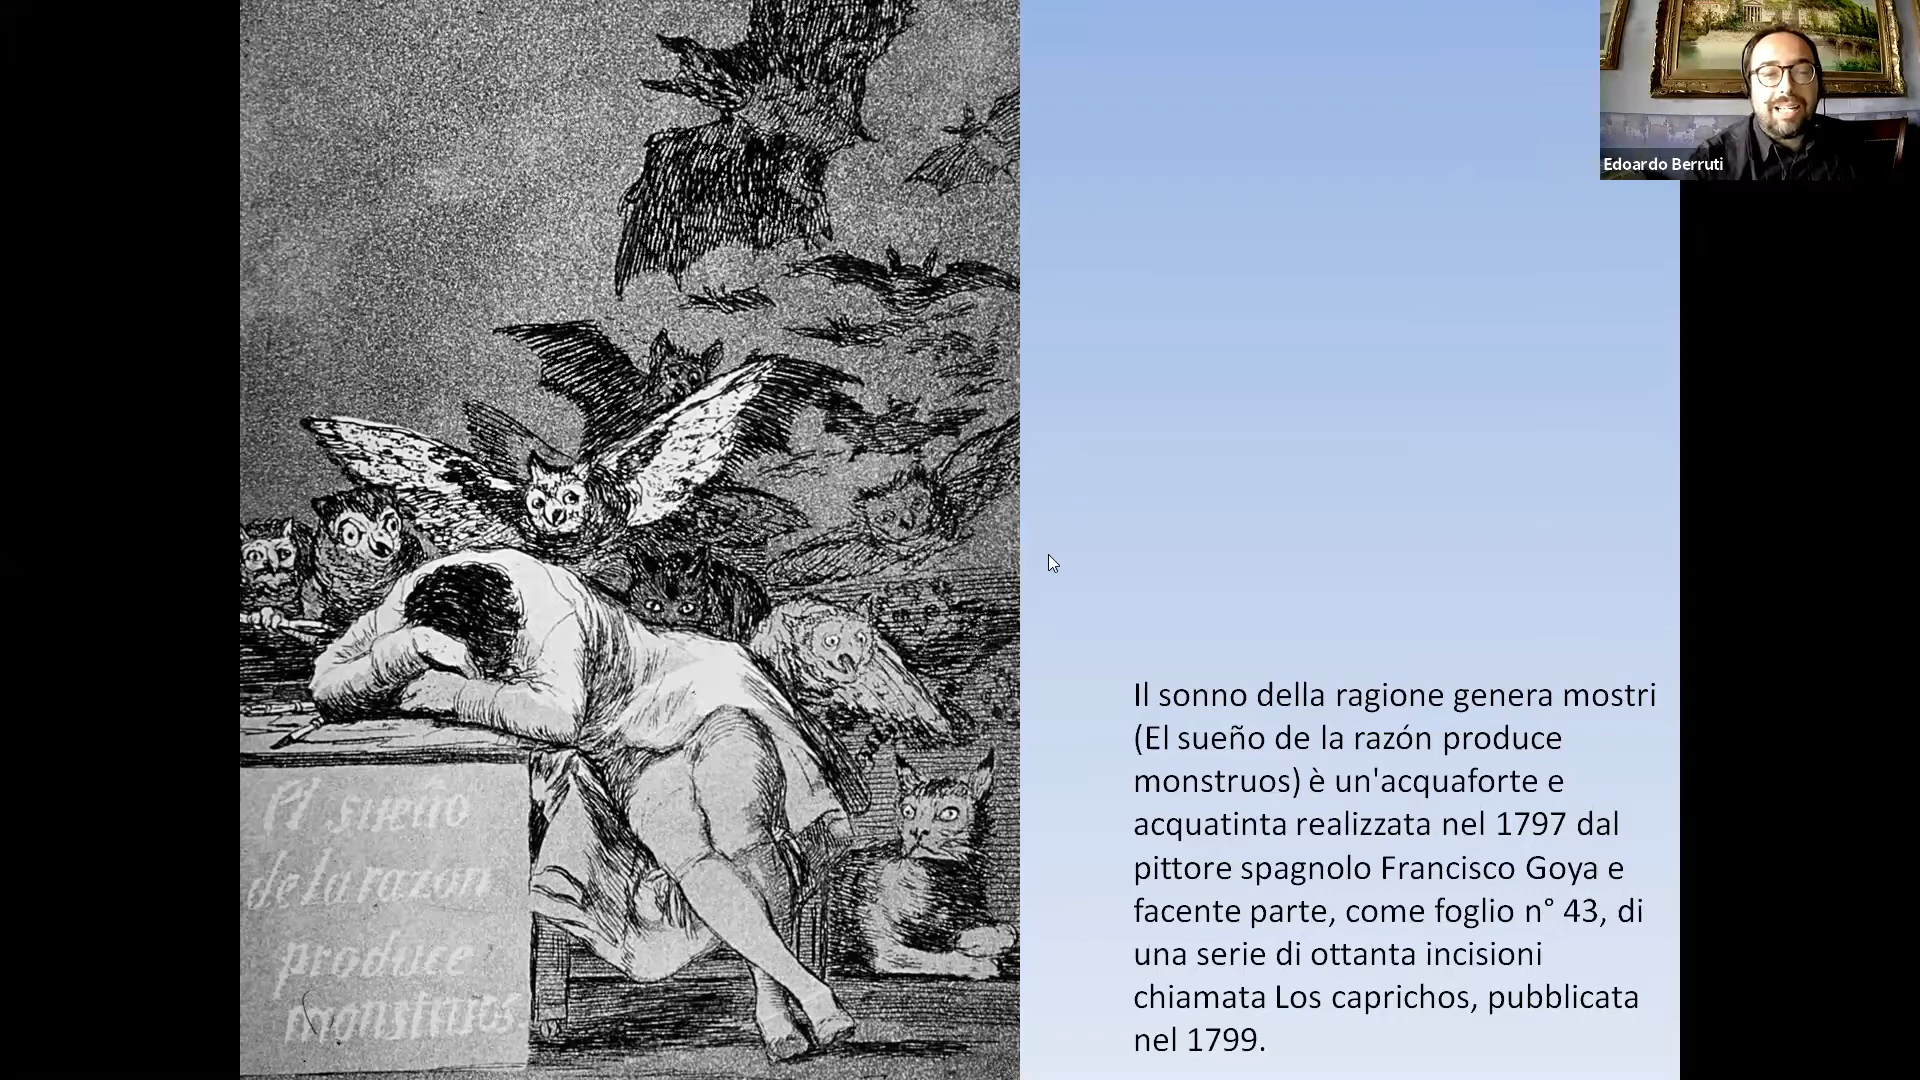 Edoardo Berruti
El sueño
de la razon
produce
monstruos.
Il sonno della ragione genera mostri
(El sueño de la razón produce
monstruos) è un'acquaforte e
acquatinta realizzata nel 1797 dal
pittore spagnolo Francisco Goya e
facente parte, come foglio n° 43, di
una serie di ottanta incisioni
chiamata Los caprichos, pubblicata
nel 1799.